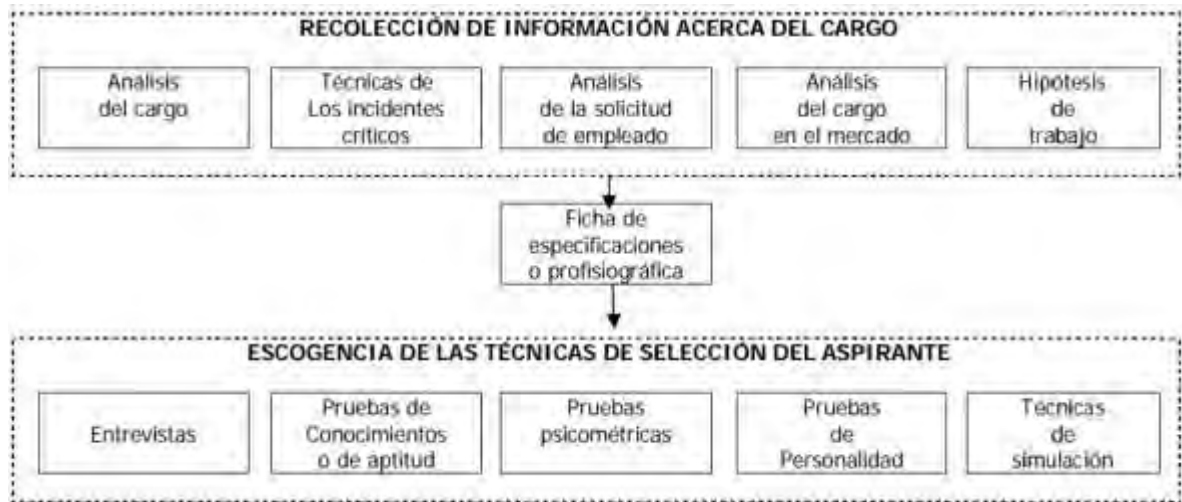 RECOLECCIÓN DE INFORMACIÓN ACERCA DEL CARGO
Análisis
del cargo
Técnicas de
Los incidentes
críticos
Análisis
de la solicitud
de empleado
Análisis
del cargo
en el mercado
Hipótesis
de
trabajo
Ficha de
especificaciones
o profisiográfica
ESCOGENCIA DE LAS TÉCNICAS DE SELECCIÓN DEL ASPIRANTE
Entrevistas
Pruebas de
Conocimientos
o de aptitud
Pruebas
psicométricas
Pruebas
de
Personalidad
Técnicas
de
simulación